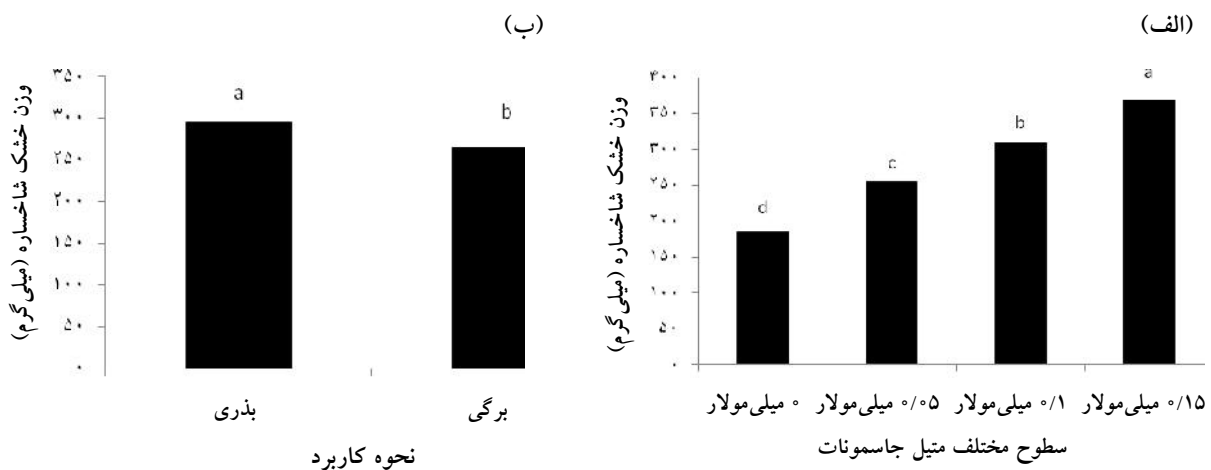 (الف)
وزن خشک شاخساره (میلی‌گرم)
۴۰۰
۳۵۰
۳۰۰
۲۵۰
۲۰۰
۱۵۰
۱۰۰
۵۰
۰
d
c
b
a
۰ میلی‌مولار
۰/۰۵ میلی‌مولار
۰/۱ میلی‌مولار
۰/۱۵ میلی‌مولار
سطوح مختلف متیل جاسمونات
(ب)
وزن خشک شاخساره (میلی‌گرم)
۳۵۰
۳۰۰
۲۵۰
۲۰۰
۱۵۰
۱۰۰
۵۰
۰
a
b
بذری
برگی
نحوه کاربرد